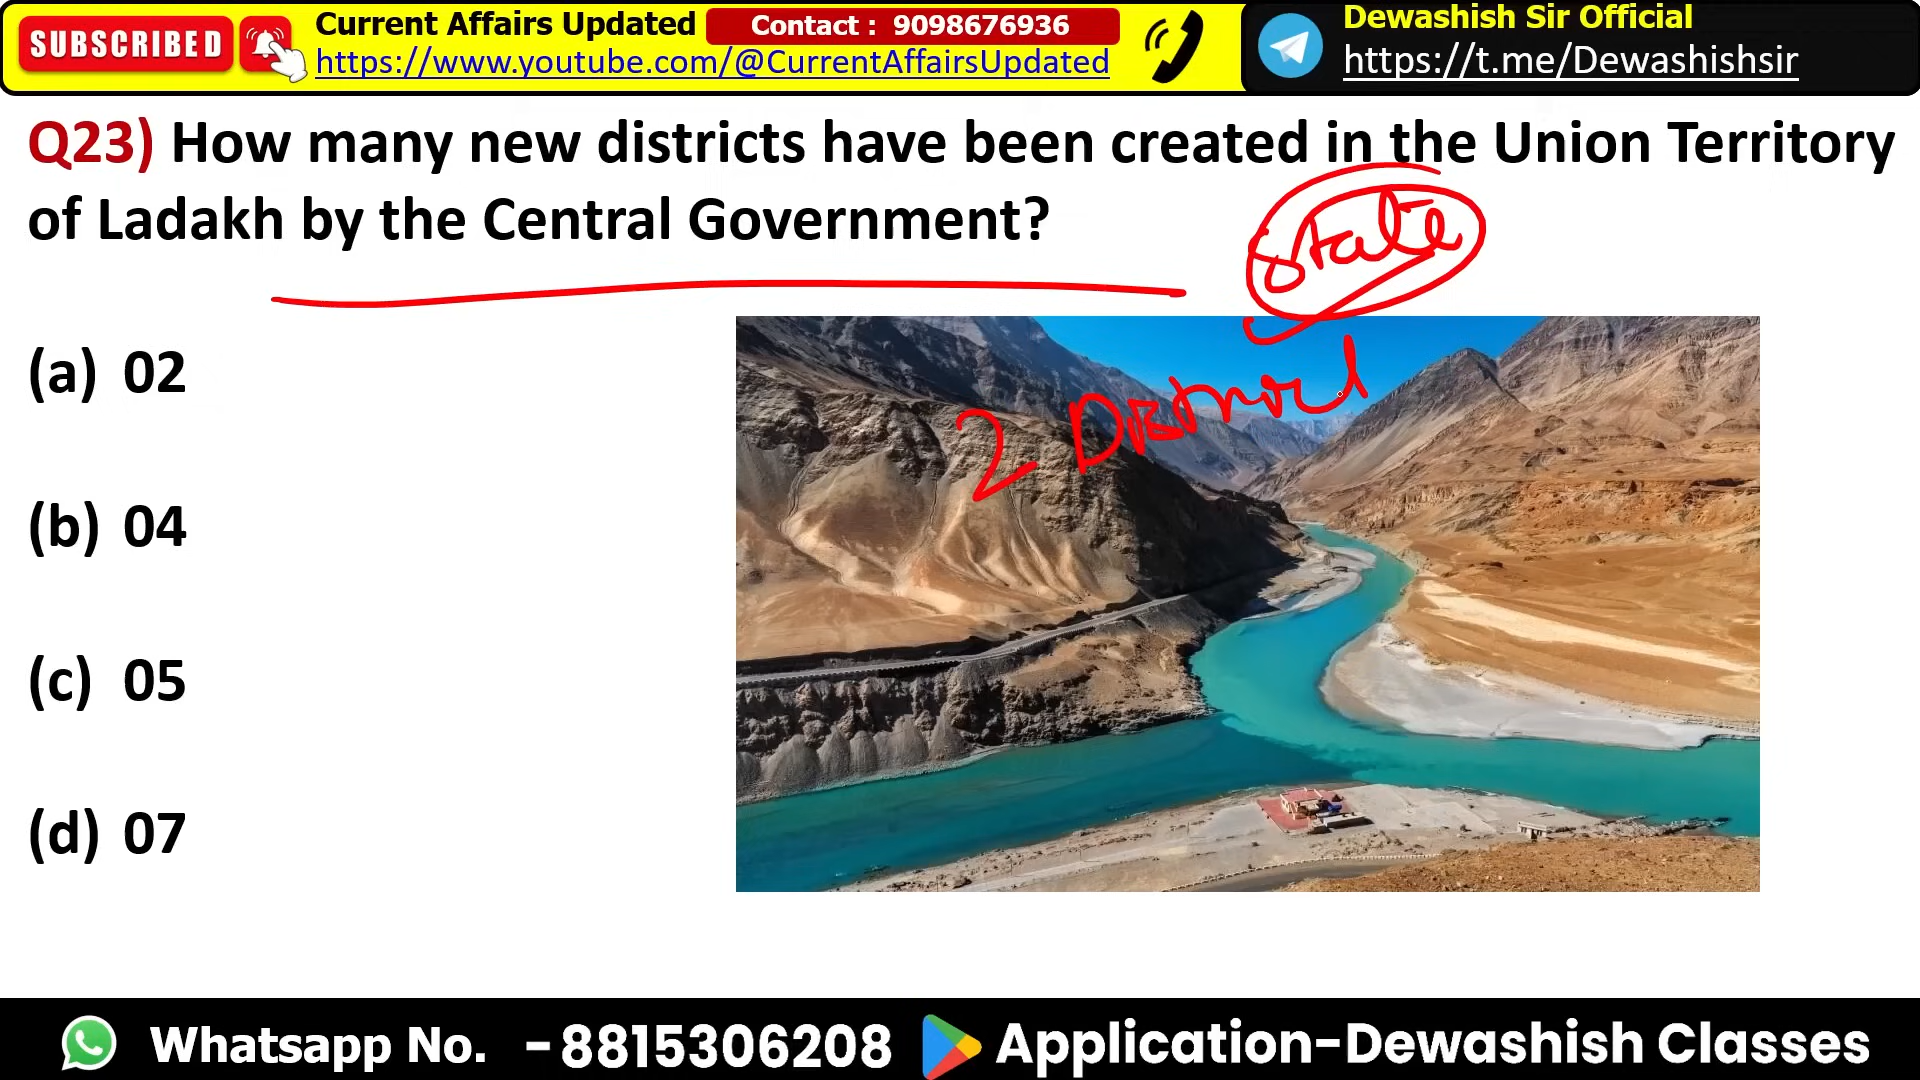 SUBSCRIBED
Current Affairs Updated
Contact : 9098676936
https://www.youtube.com/@CurrentAffairsUpdated
Dewashish Sir Official
https://t.me/Dewashishsir
Q23) How many new districts have been created in the Union Territory
of Ladakh by the Central Government?
State
(a) 02
2 District
(b) 04
(c) 05
(d) 07
Whatsapp No. - 8815306208
Application-Dewashish Classes